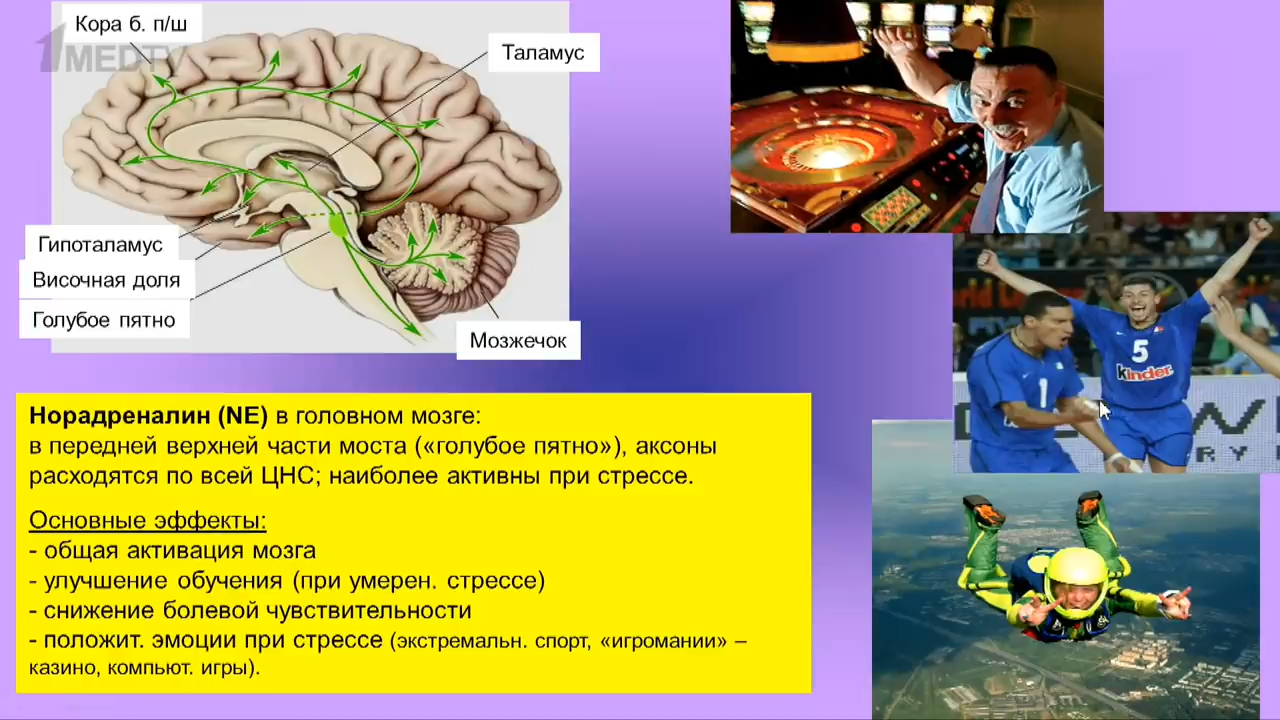 1MEDTV
Кора б. п/ш
Таламус
Гипоталамус
Височная доля
Голубое пятно
Мозжечок
Норадреналин (NE) в головном мозге:
в передней верхней части моста («голубое пятно»), аксоны
расходятся по всей ЦНС; наиболее активны при стрессе.
Основные эффекты:
- общая активация мозга
- улучшение обучения (при умерен. стрессе)
- снижение болевой чувствительности
- положит. эмоции при стрессе (экстремальн. спорт, «игромании» –
казино, компьют. игры).
5
kinder
1